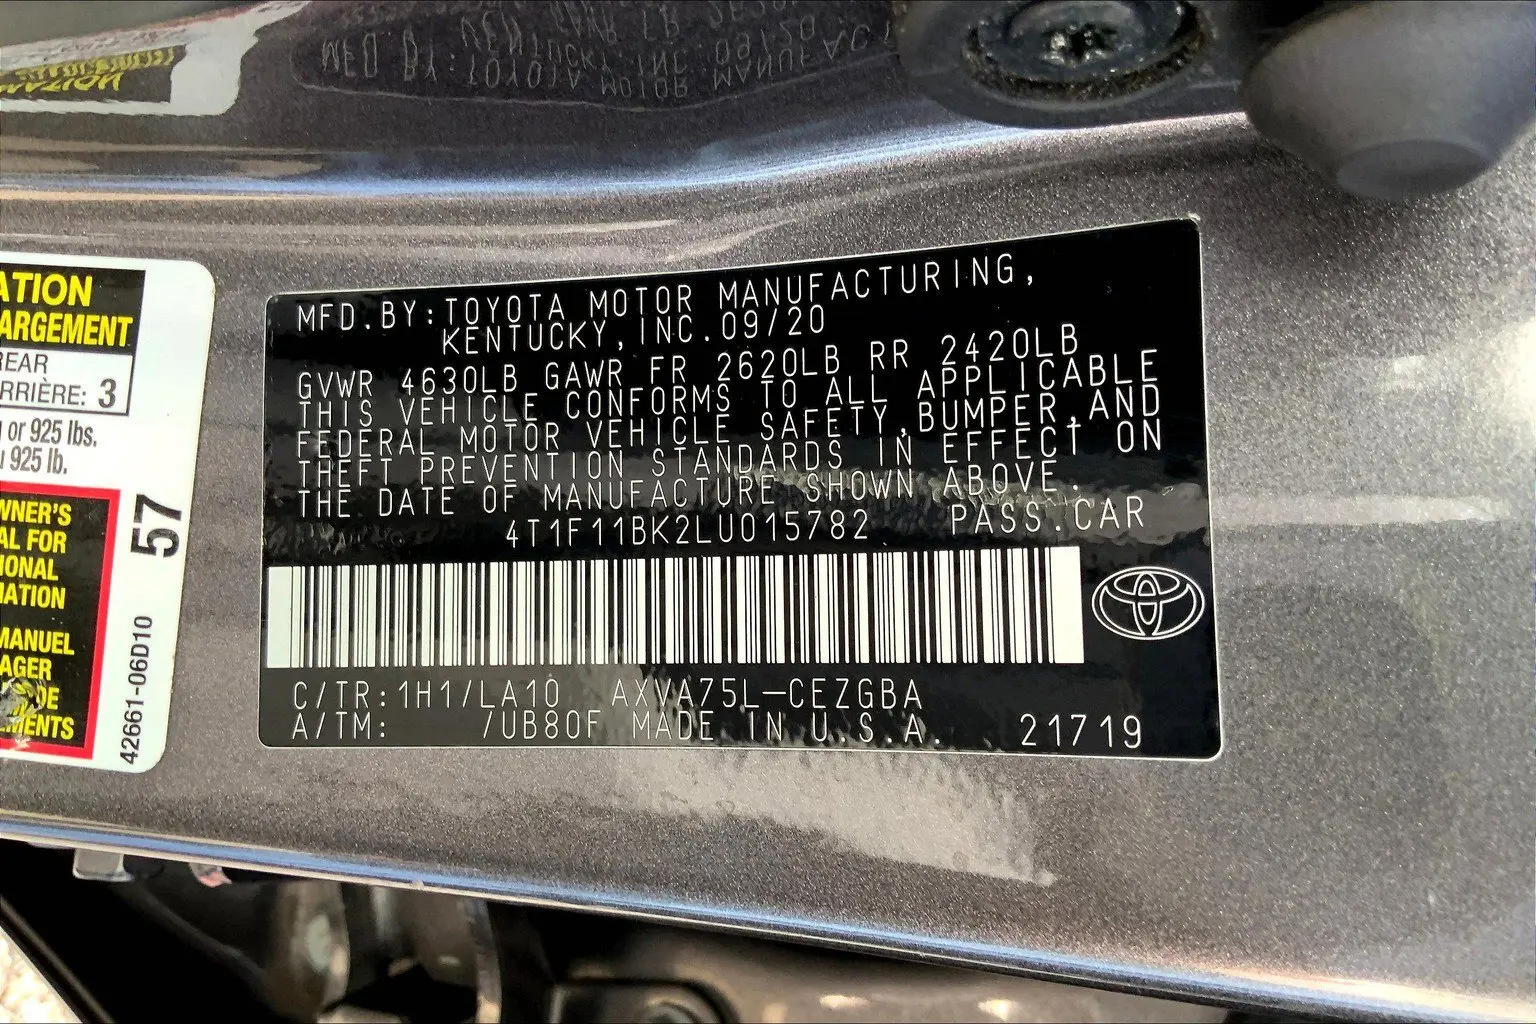 ATION
ARGEMENT
REAR
ARRIÈRE: 3
or 925 lbs.
925 lb.
57
WNER'S
AL FOR
IONAL
MATION
MANUEL
AGER
DE
EMENTS
42661-06D10
MFD.BY:TOYOTA MOTOR MANUFACTURING,
KENTUCKY,INC.09/20
GVWR 4630LB GAWR FR 2620LB RR 2420LB
THIS VEHICLE CONFORMS TO ALL APPLICABLE
FEDERAL MOTOR VEHICLE SAFETY,BUMPER,AND
THEFT PREVENTION STANDARDS IN EFFECT ON
THE DATE OF MANUFACTURE SHOWN ABOVE.
4T1F11BK2LU015782 PASS.CAR
C/TR:1H1/LA10 AXVA75L-CEZGBA
A/TM: /UB80F MADE IN U.S.A. 21719